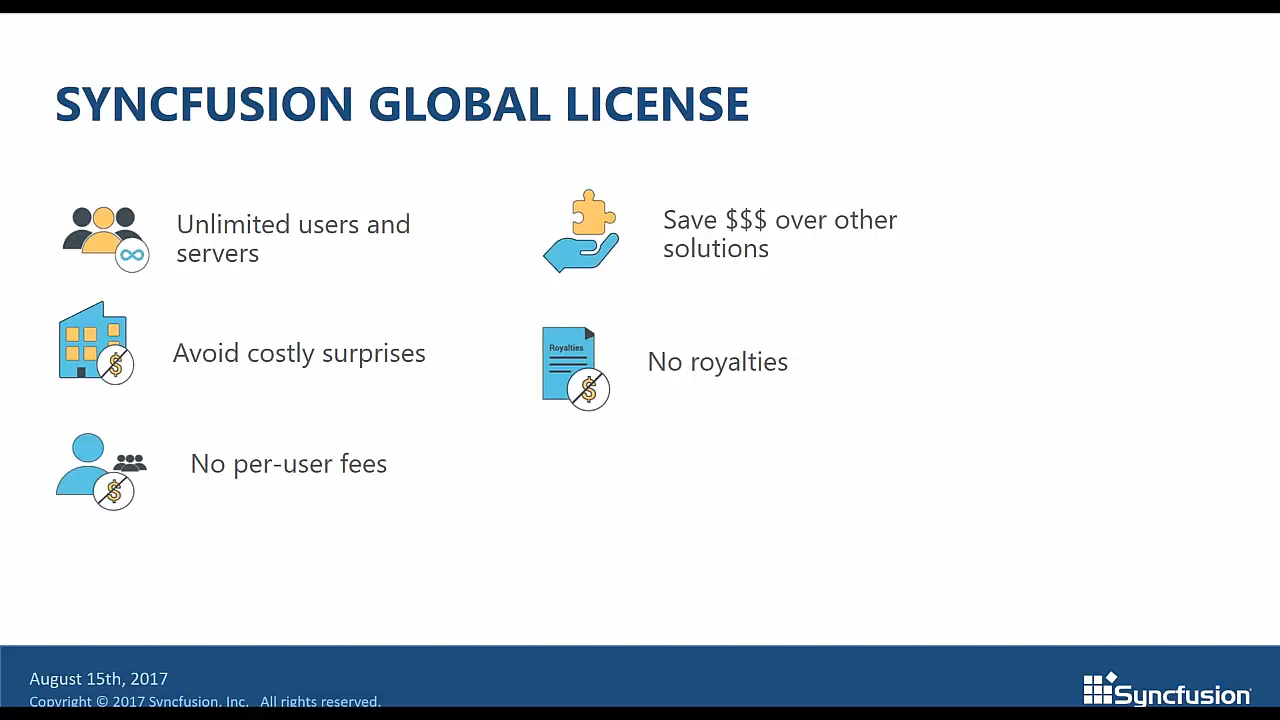 SYNCFUSION GLOBAL LICENSE
Unlimited users and
servers
Avoid costly surprises
No per-user fees
Save $$$ over other
solutions
Royalties
No royalties
August 15th, 2017
Copyright © 2017 Syncfusion, Inc.   All rights reserved.
Syncfusion